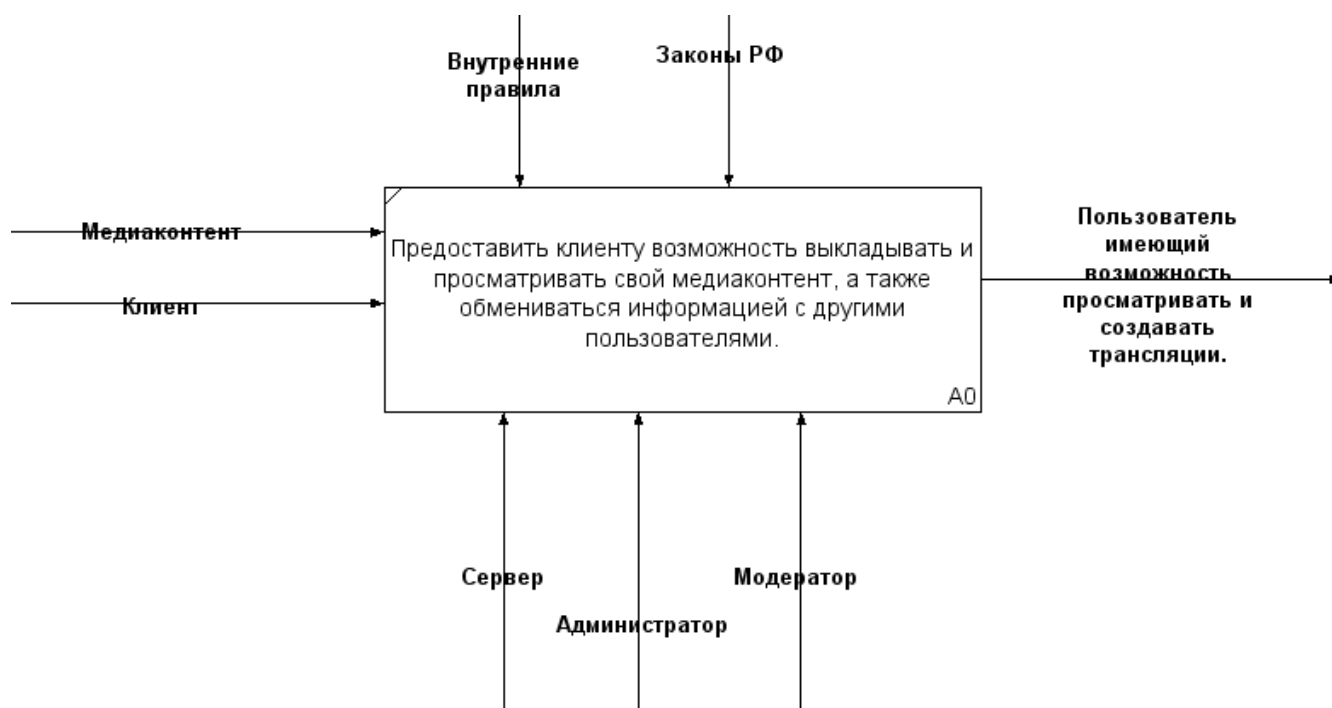 Внутренние
правила
Законы РФ
Медиаконтент
Клиент
Предоставить клиенту возможность выкладывать и
просматривать свой медиаконтент, а также
обмениваться информацией с другими
пользователями.
A0
Пользователь
имеющий
возможность
просматривать и
создавать
трансляции.
Сервер
Администратор
Модератор